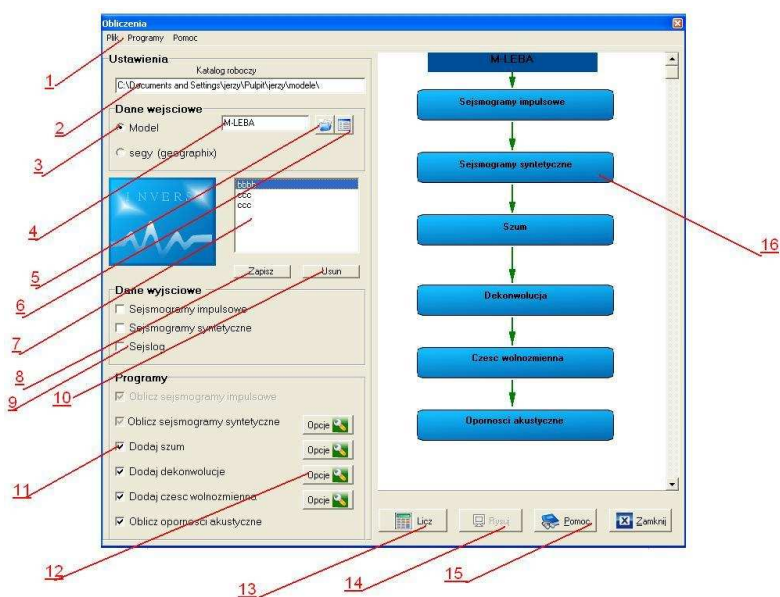 Obliczenia
Plik Programy Pomoc
1
Ustawienia
Katalog roboczy
C:\Documents and Settings\jerzy\Pulpit\jerzy\modele\
2
Dane wejsciowe
Model
M-LEBA
3
segy (geographix)
4
INVERS
bbbb
ccc
ccc
5
6
Zapisz
Usun
7
Dane wyjsciowe
Sejsmogramy impulsowe
Sejsmogramy syntetyczne
Sejslog
8
9
10
Programy
Oblicz sejsmogramy impulsowe
Oblicz sejsmogramy syntetyczne
Opcje
Dodaj szum
Opcje
11
Dodaj dekonwolucje
Opcje
Dodaj czesc wolnozmienna
Opcje
Oblicz opornosci akustyczne
12
M-LEBA
Sejsmogramy impulsowe
Sejsmogramy syntetyczne
16
Szum
Dekonwolucja
Czesc wolnozmienna
Opornosci akustyczne
Licz
Rysuj
Pomoc
Zamknij
13
14
15